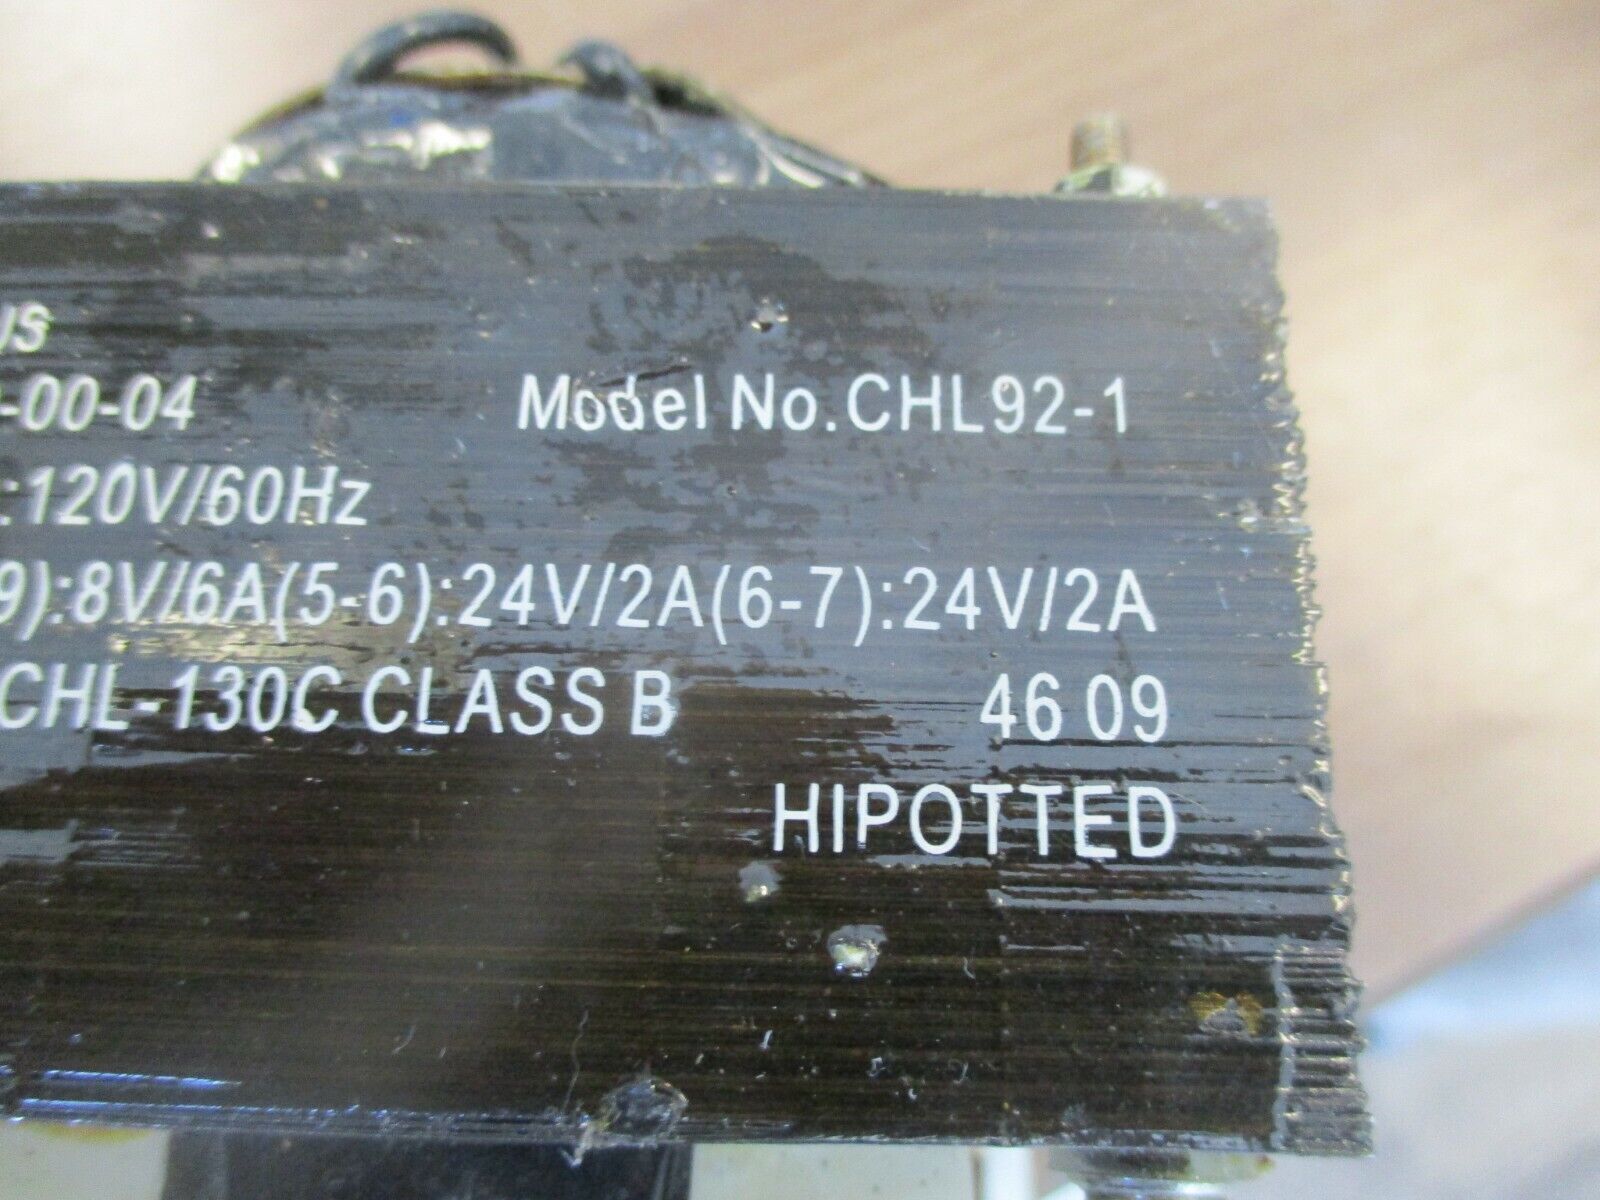 US
-00-04 Model No.CHL92-1
:120V/60Hz
9):8V/6A(5-6):24V/2A(6-7):24V/2A
CHL-130C CLASS B 46 09
HIPOTTED